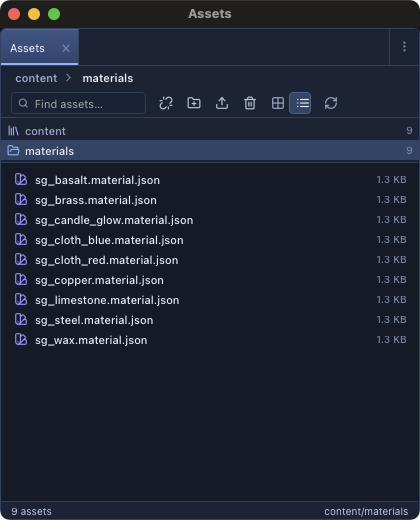 Assets
Assets
content > materials
Find assets...
content 9
materials 9
sg_basalt.material.json 1.3 KB
sg_brass.material.json 1.3 KB
sg_candle_glow.material.json 1.3 KB
sg_cloth_blue.material.json 1.3 KB
sg_cloth_red.material.json 1.3 KB
sg_copper.material.json 1.3 KB
sg_limestone.material.json 1.3 KB
sg_steel.material.json 1.3 KB
sg_wax.material.json 1.3 KB
9 assets content/materials